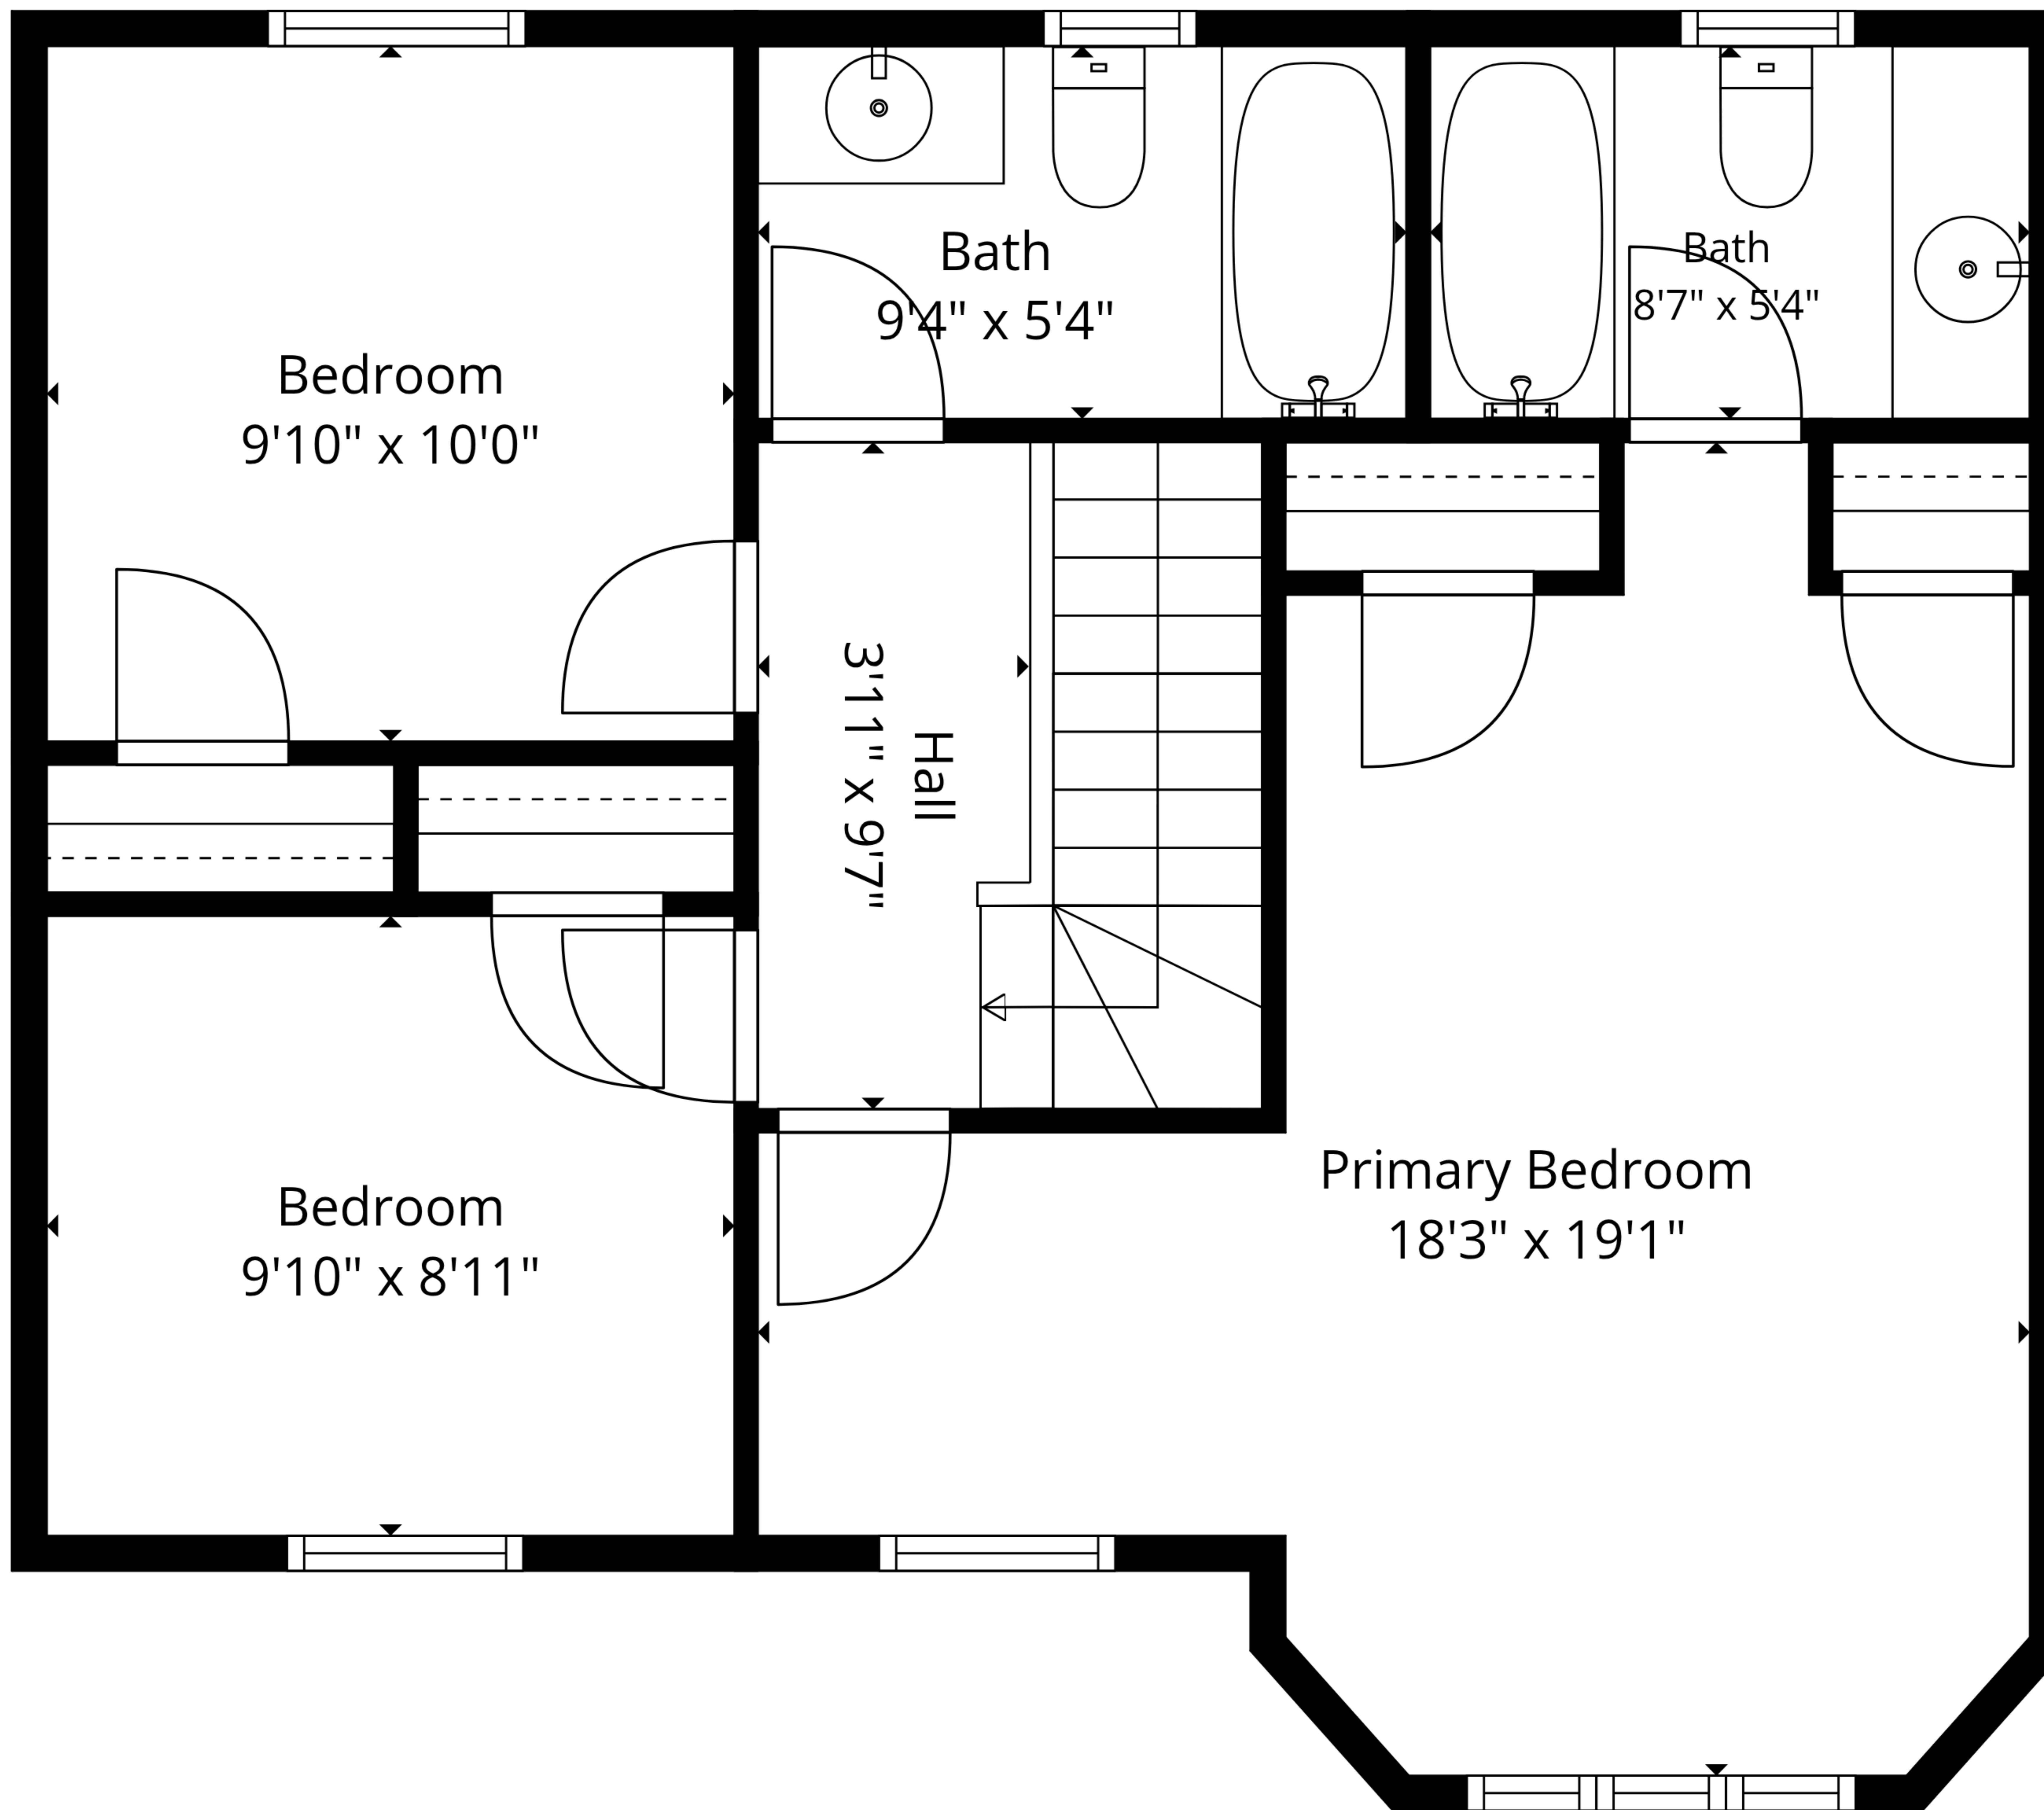 Bath
9'4" x 5'4"
Bath
8'7" x 5'4"
Bedroom
9'10" x 10'0"
Hall
3'11" x 9'7"
Primary Bedroom
18'3" x 19'1"
Bedroom
9'10" x 8'11"